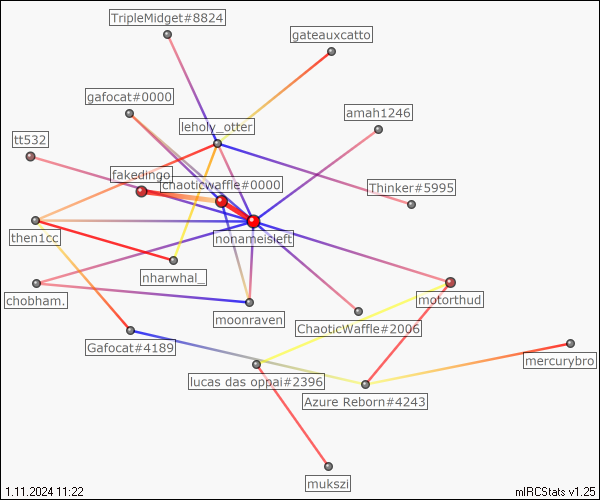 TripleMidget#8824
gateauxcatto
gafocat#0000
amah1246
leholy_otter
tt532
fakedingo
chaoticwaffle#0000
Thinker#5995
then1cc
nonameisleft
nharwhal_
chobham.
motorthud
moonraven
ChaoticWaffle#2006
Gafocat#4189
mercurybro
lucas das oppai#2396
Azure Reborn#4243
mukszi
1.11.2024 11:22
mIRCStats v1.25